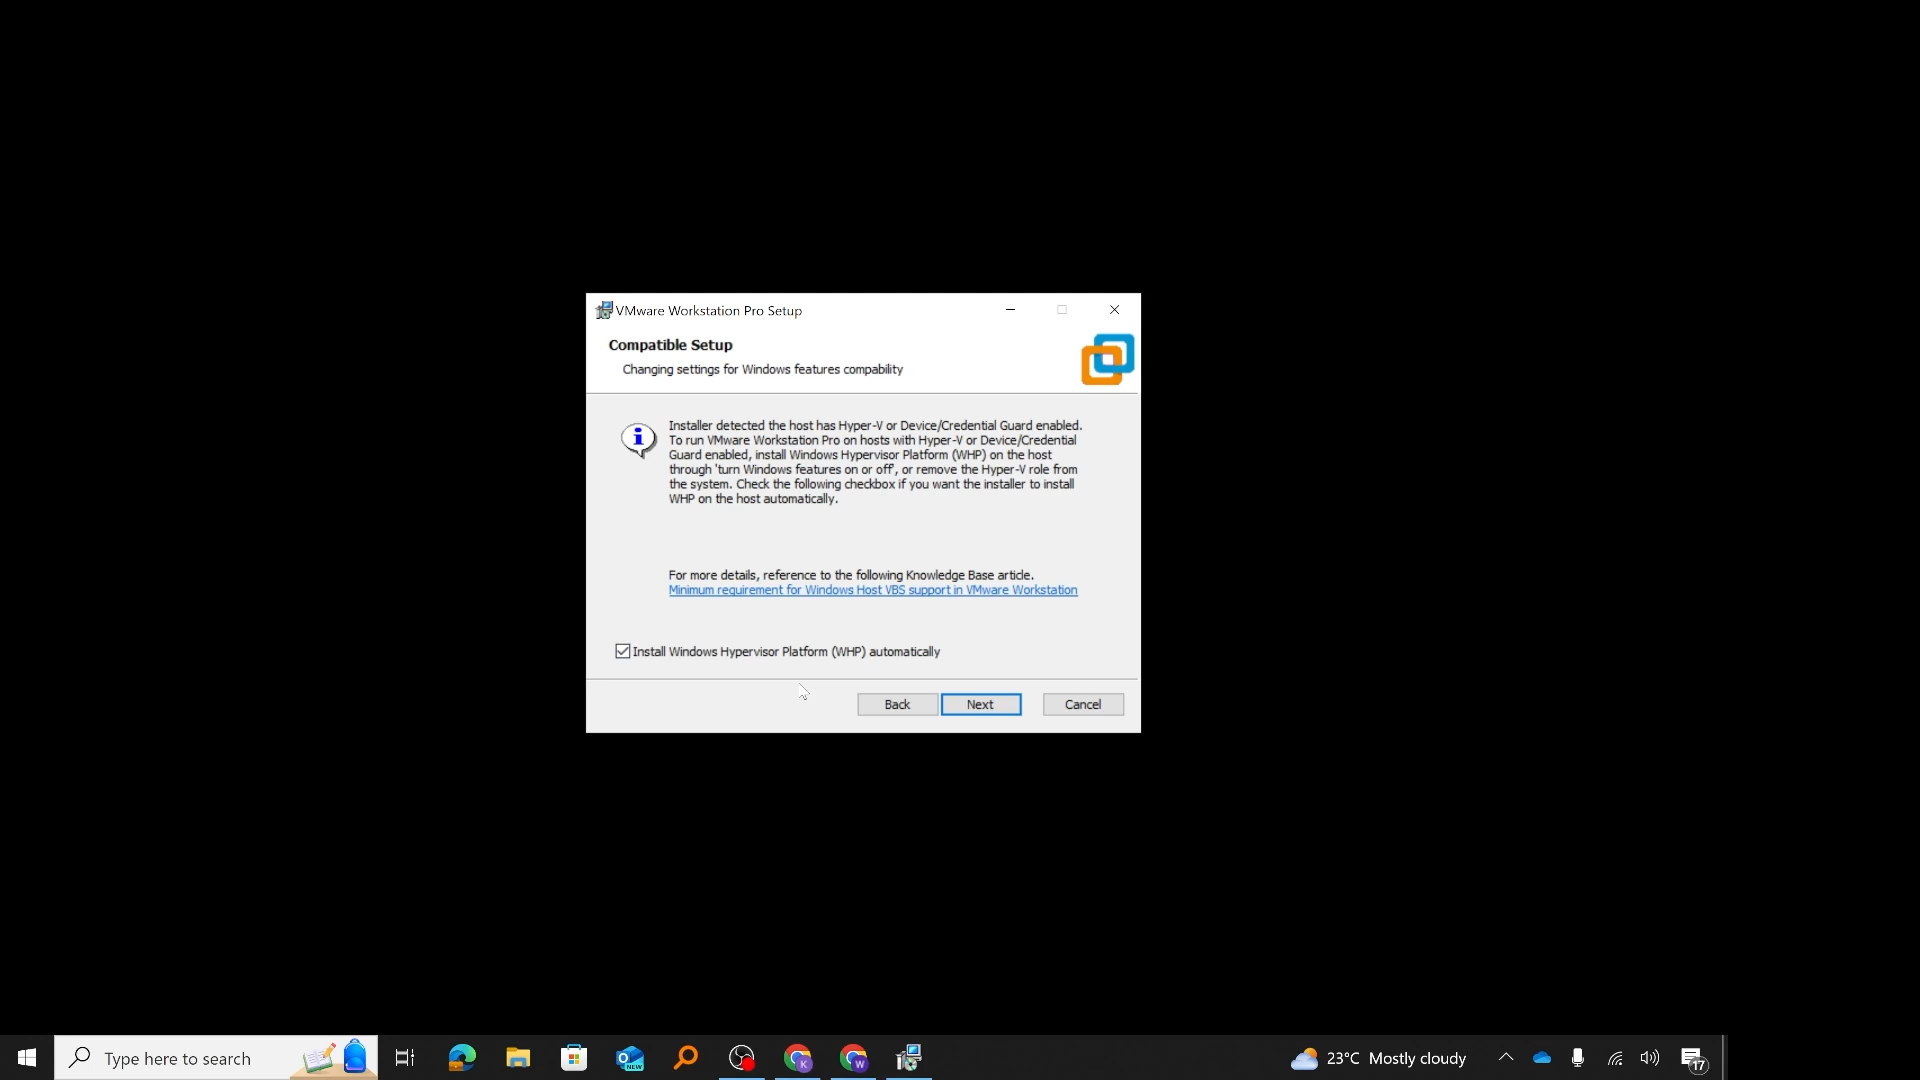 VMware Workstation Pro Setup
Compatible Setup
Changing settings for Windows features compability
Installer detected the host has Hyper-V or Device/Credential Guard enabled.
To run VMware Workstation Pro on hosts with Hyper-V or Device/Credential
Guard enabled, install Windows Hypervisor Platform (WHP) on the host
through 'turn Windows features on or off', or remove the Hyper-V role from
the system. Check the following checkbox if you want the installer to install
WHP on the host automatically.
For more details, reference to the following Knowledge Base article.
Minimum requirement for Windows Host VBS support in VMware Workstation
Install Windows Hypervisor Platform (WHP) automatically
Back
Next
Cancel
Type here to search
NEW
K
W
23°C Mostly cloudy
17